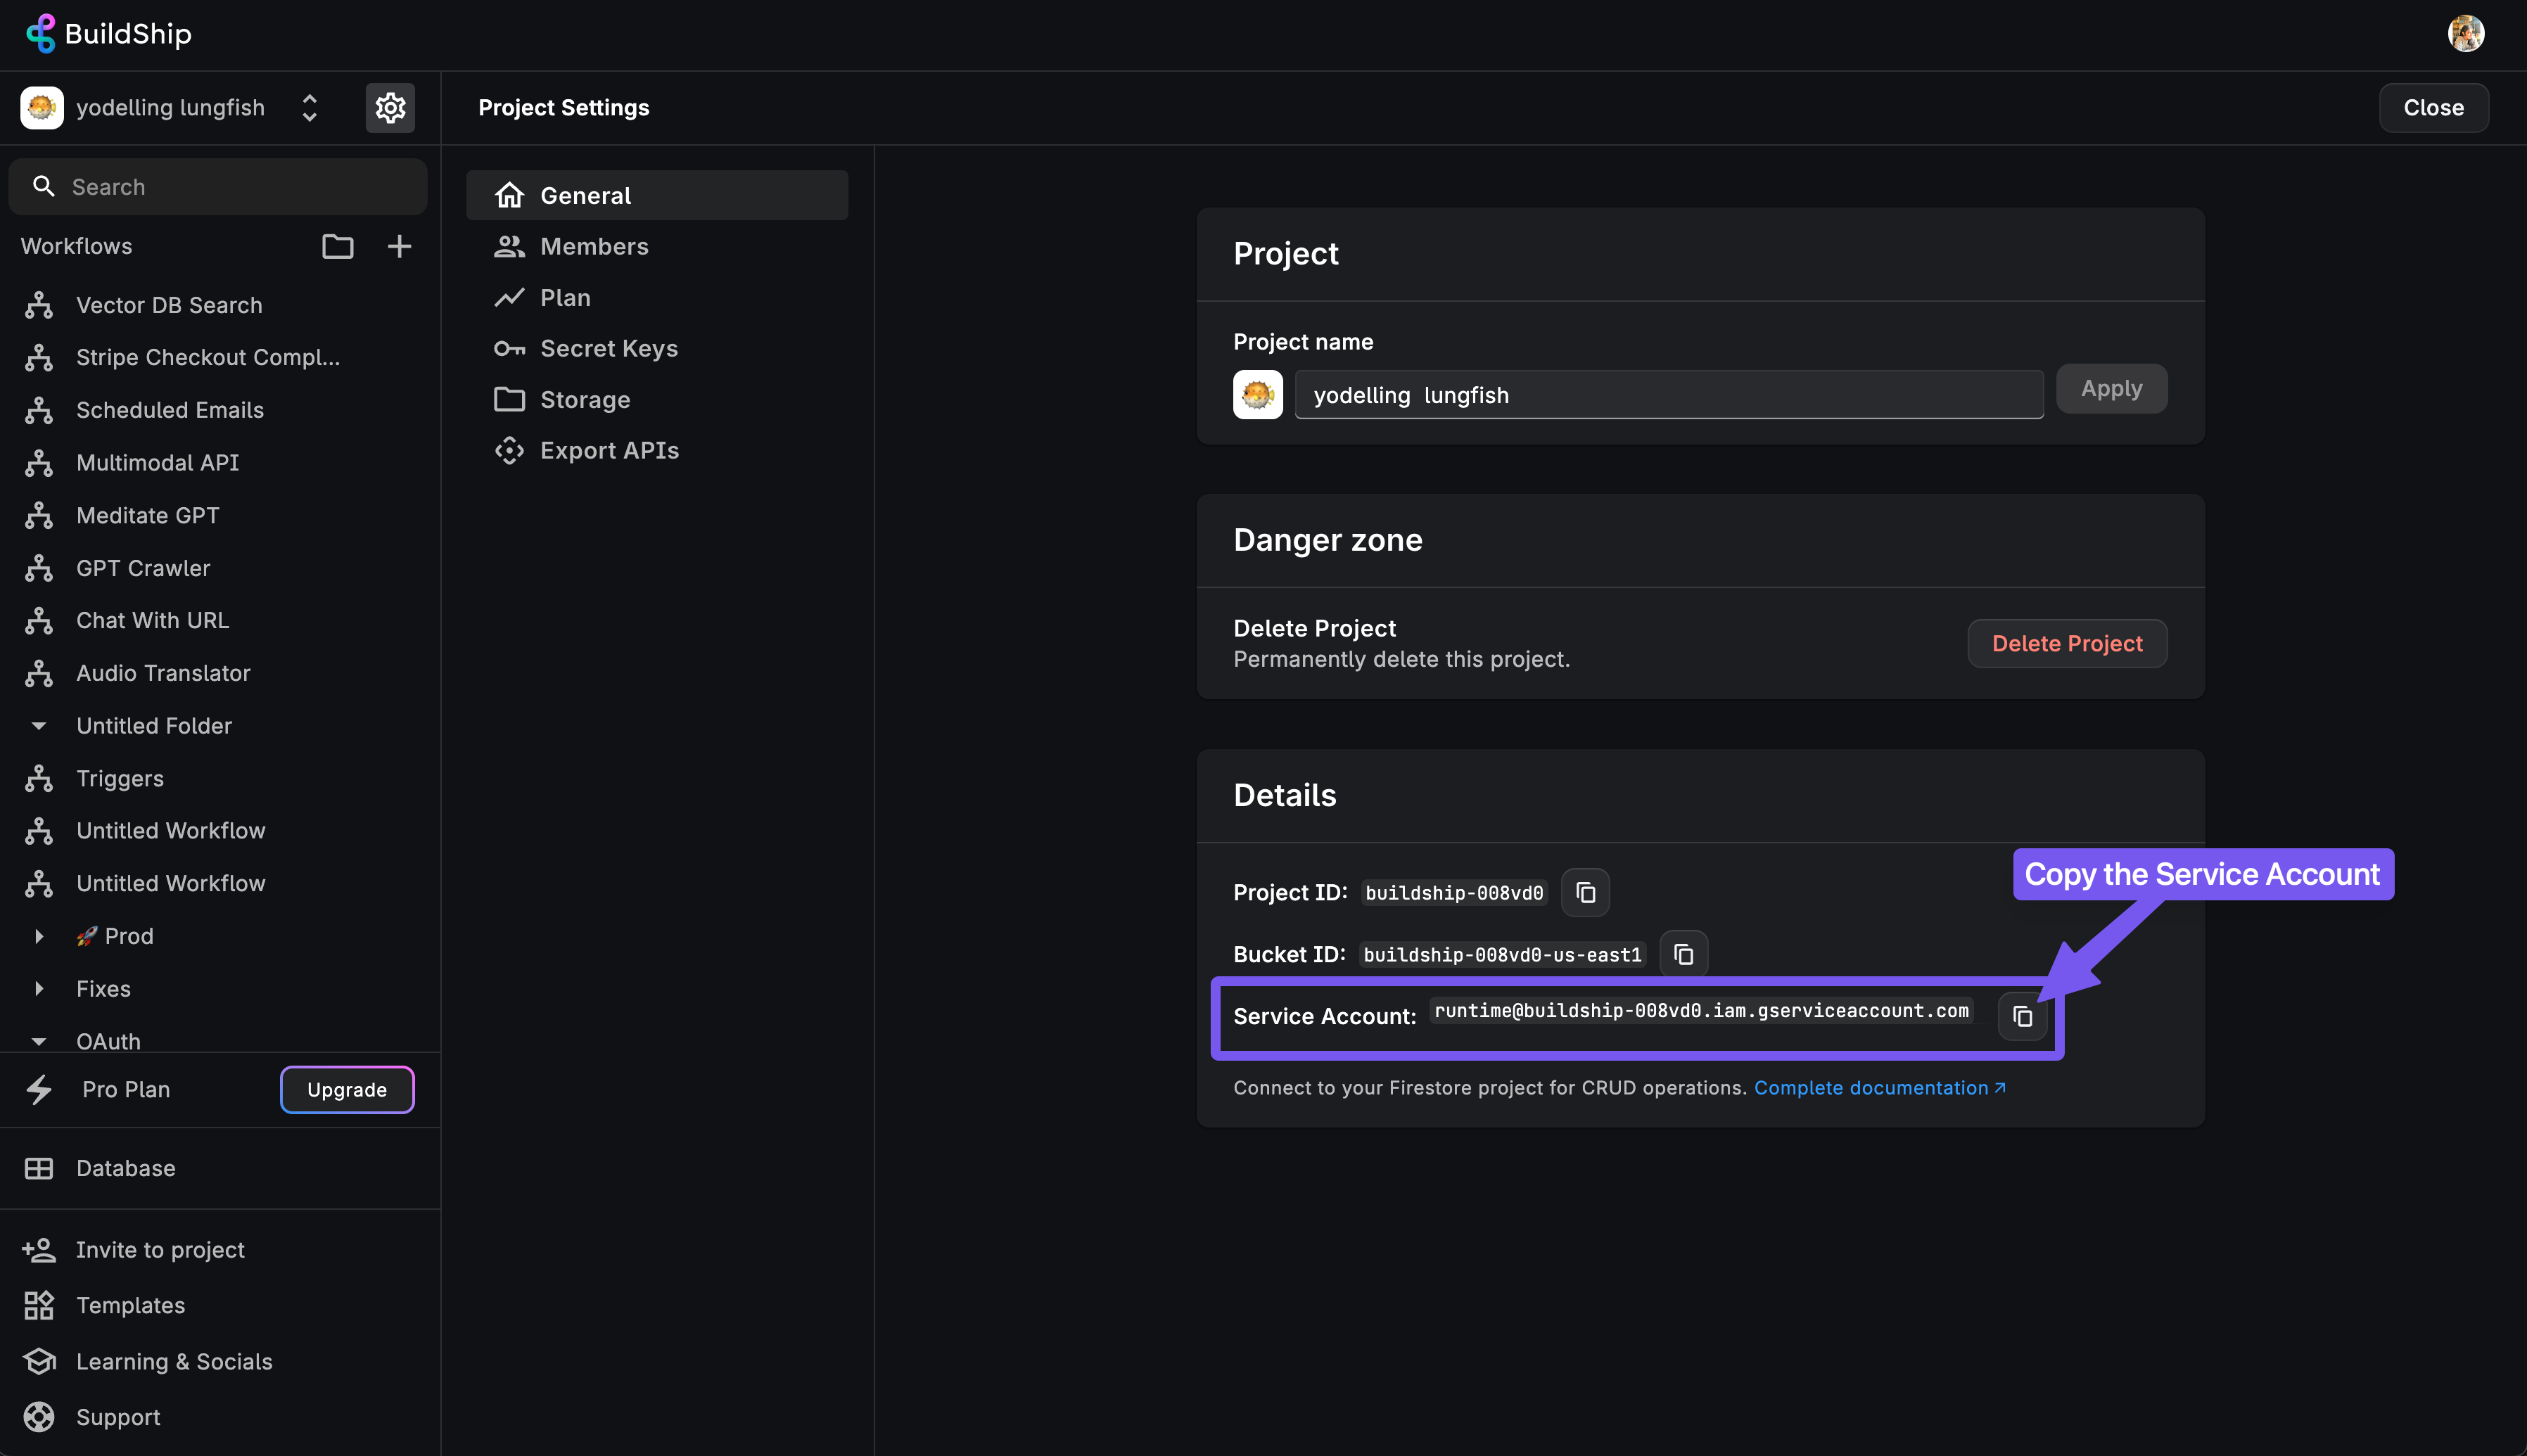 BuildShip
yodelling lungfish
Project Settings
Close
Search
Workflows
Vector DB Search
Stripe Checkout Compl...
Scheduled Emails
Multimodal API
Meditate GPT
GPT Crawler
Chat With URL
Audio Translator
Untitled Folder
Triggers
Untitled Workflow
Untitled Workflow
🚀 Prod
Fixes
OAuth
Pro Plan
Upgrade
Database
Invite to project
Templates
Learning & Socials
Support
General
Members
Plan
Secret Keys
Storage
Export APIs
Project
Project name
yodelling  lungfish
Apply
Danger zone
Delete Project
Permanently delete this project.
Delete Project
Details
Copy the Service Account
Project ID: buildship-008vd0
Bucket ID: buildship-008vd0-us-east1
Service Account: runtime@buildship-008vd0.iam.gserviceaccount.com
Connect to your Firestore project for CRUD operations. Complete documentation